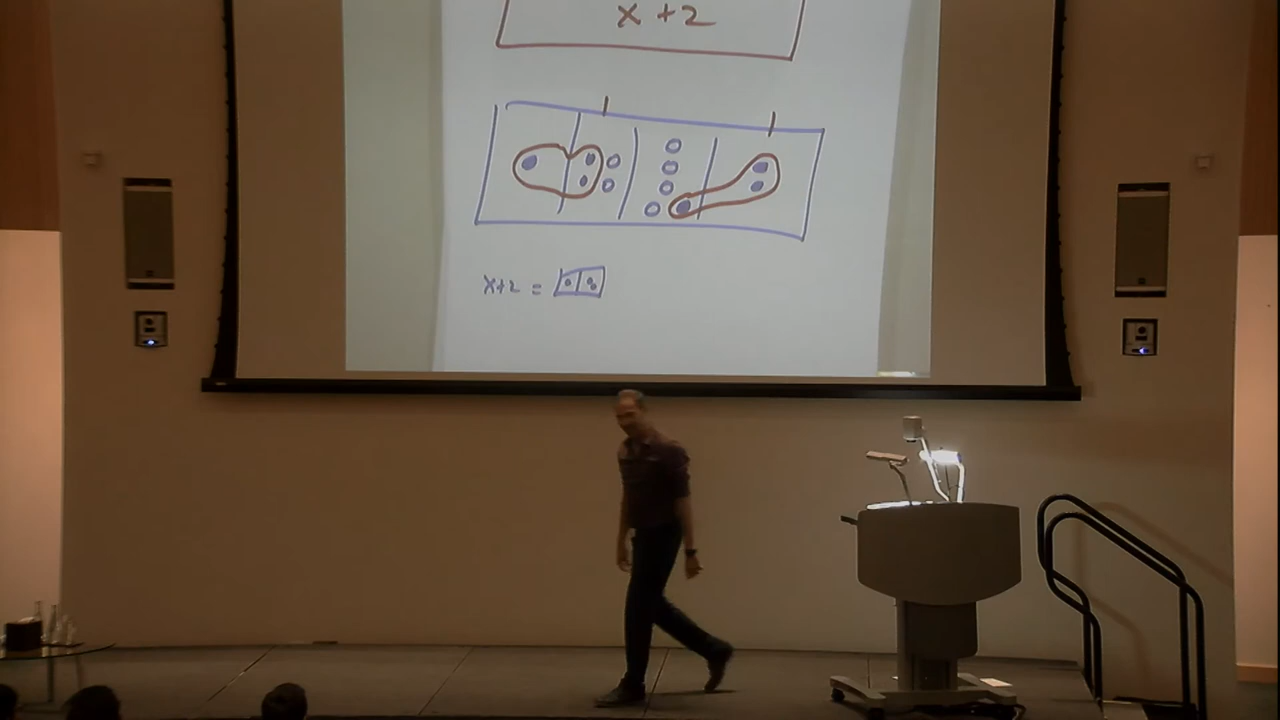 x +2
x+2 =